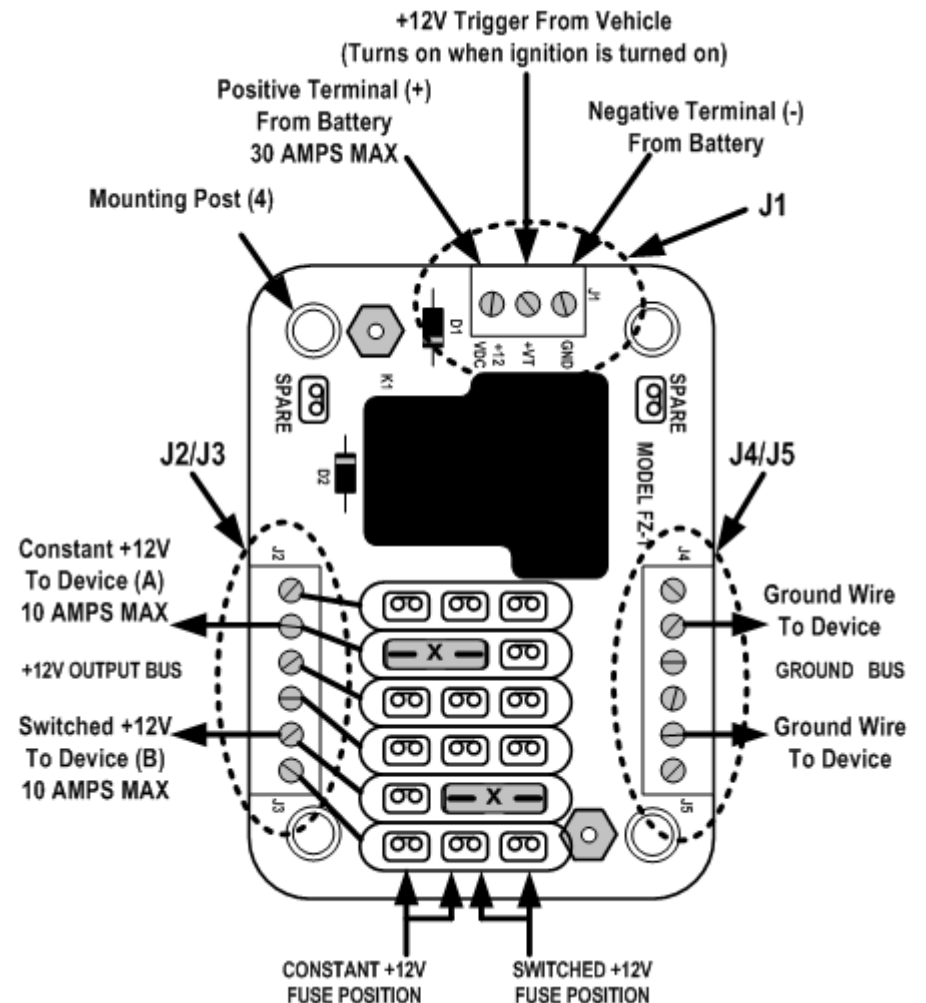 +12V Trigger From Vehicle
(Turns on when ignition is turned on)
Positive Terminal (+)
From Battery
30 AMPS MAX
Negative Terminal (-)
From Battery
Mounting Post (4)
J1
J1
D1
VDC
+12
+VT
GND
K1
SPARE
SPARE
J2/J3
D2
MODEL FZ-1
J4/J5
J2
J4
Constant +12V
To Device (A)
10 AMPS MAX
Ground Wire
To Device
X
+12V OUTPUT BUS
GROUND BUS
Switched +12V
To Device (B)
10 AMPS MAX
Ground Wire
To Device
X
J3
J5
CONSTANT +12V
FUSE POSITION
SWITCHED +12V
FUSE POSITION